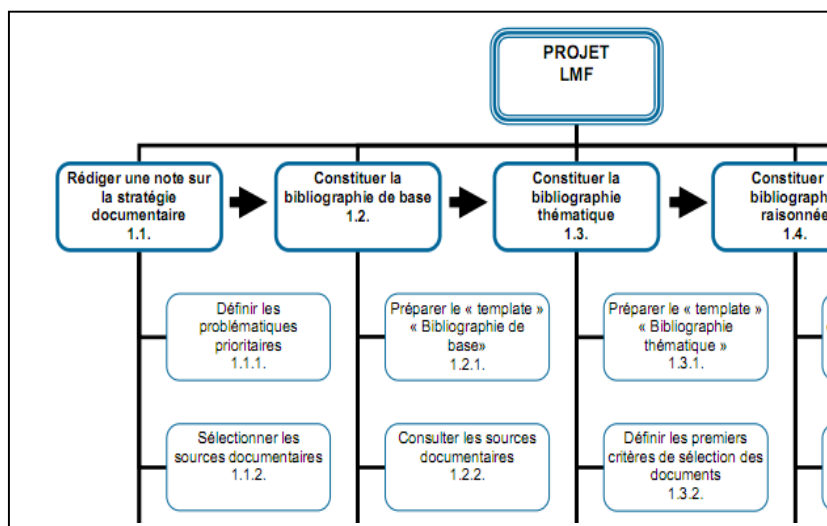 PROJET
LMF
Rédiger une note sur
la stratégie
documentaire
1.1.
Constituer la
bibliographie de base
1.2.
Constituer la
bibliographie
thématique
1.3.
Constituer
bibliographi
raisonnée
1.4.
Définir les
problématiques
prioritaires
1.1.1.
Préparer le « template »
« Bibliographie de
base»
1.2.1.
Préparer le « template »
« Bibliographie
thématique »
1.3.1.
Sélectionner les
sources documentaires
1.1.2.
Consulter les sources
documentaires
1.2.2.
Définir les premiers
critères de sélection des
documents
1.3.2.